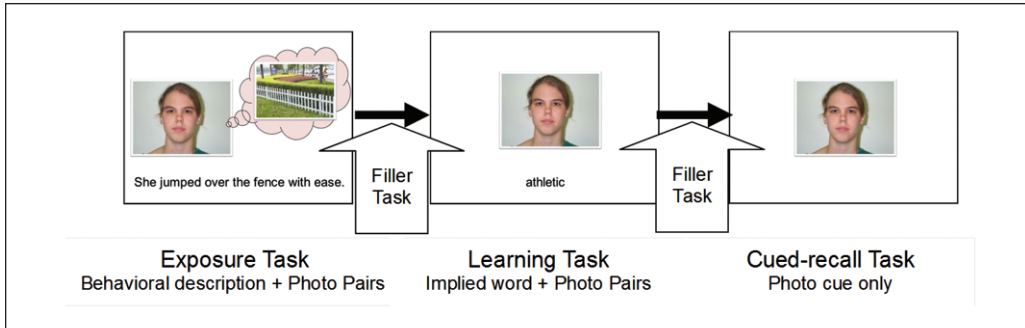 She jumped over the fence with ease.
Filler
Task
athletic
Filler
Task
Exposure Task
Behavioral description + Photo Pairs
Learning Task
Implied word + Photo Pairs
Cued-recall Task
Photo cue only